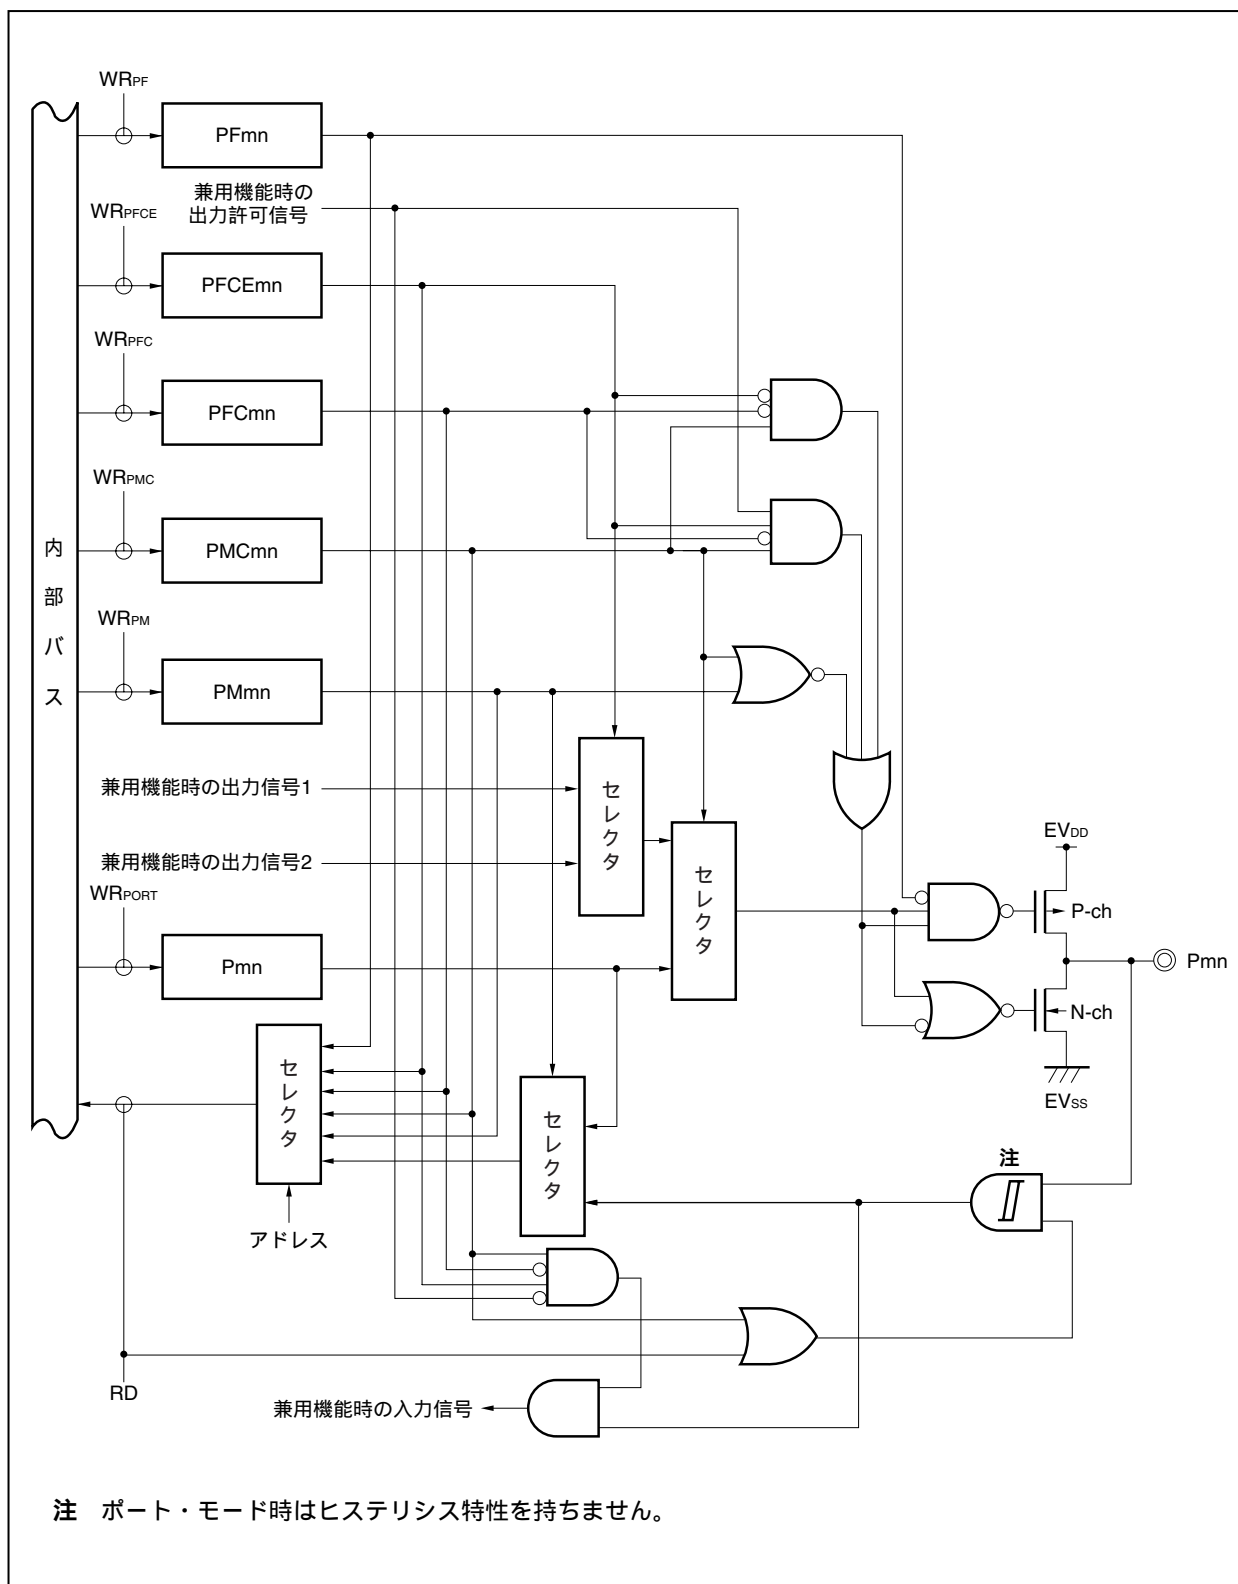 WRPF
PFmn
兼用機能時の
出力許可信号
WRPFCE
PFCEmn
WRPFC
PFCmn
WRPMC
PMCmn
内部バス
WRPM
PMmn
兼用機能時の出力信号1
セレクタ
兼用機能時の出力信号2
セレクタ
EVDD
WRPORT
P-ch
Pmn
Pmn
N-ch
セレクタ
セレクタ
EVSS
注
アドレス
RD
兼用機能時の入力信号
注 ポート・モード時はヒステリシス特性を持ちません。